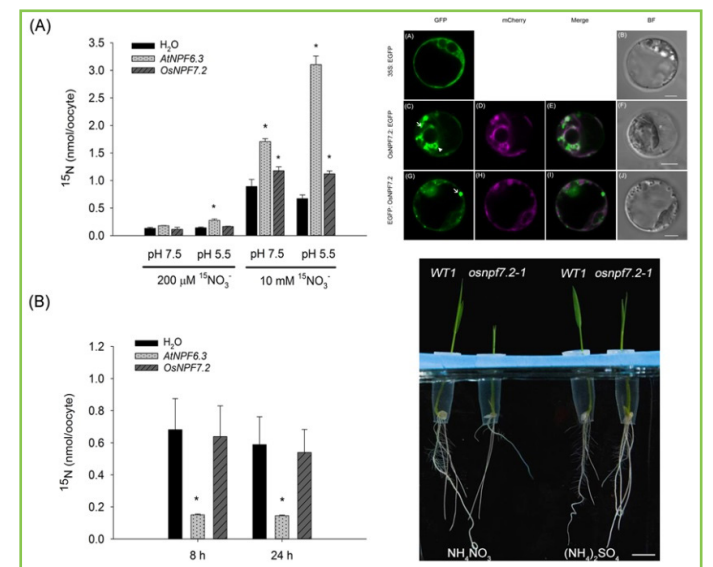 (A)
H2O
AtNPF6.3
OsNPF7.2
15N (nmol/oocyte)
3.5
3.0
2.5
2.0
1.5
1.0
0.5
0.0
*
*
*
*
*
pH 7.5 pH 5.5 pH 7.5 pH 5.5
200 µM 15NO3- 10 mM 15NO3-
(B)
H2O
AtNPF6.3
OsNPF7.2
15N (nmol/oocyte)
1.2
1.0
0.8
0.6
0.4
0.2
0.0
*
*
8 h 24 h
GFP mCherry Merge BF
35S: EGFP
(A) (B)
OsNPF7.2: EGFP
(C) (D) (E) (F)
EGFP: OsNPF7.2
(G) (H) (I) (J)
WT1 osnpf7.2-1 WT1 osnpf7.2-1
NH4NO3 (NH4)2SO4